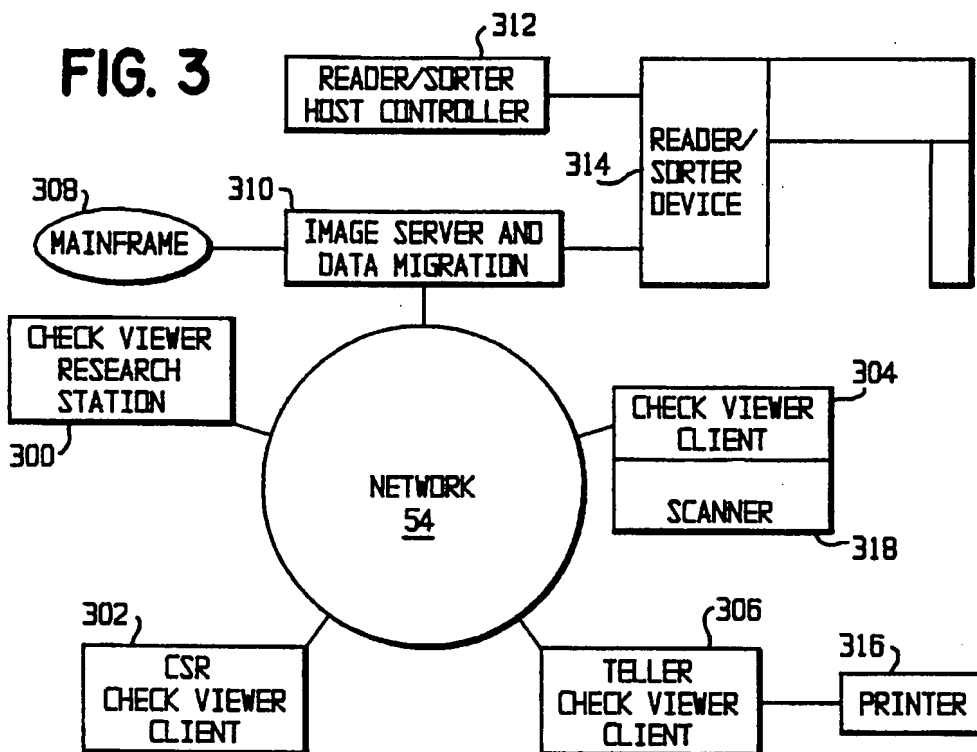 FIG. 3
312
READER/SORTER
HOST CONTROLLER
314
READER/
SORTER
DEVICE
308
MAINFRAME
310
IMAGE SERVER AND
DATA MIGRATION
CHECK VIEWER
RESEARCH
STATION
300
304
CHECK VIEWER
CLIENT
SCANNER
318
NETWORK
54
302
CSR
CHECK VIEWER
CLIENT
306
TELLER
CHECK VIEWER
CLIENT
316
PRINTER